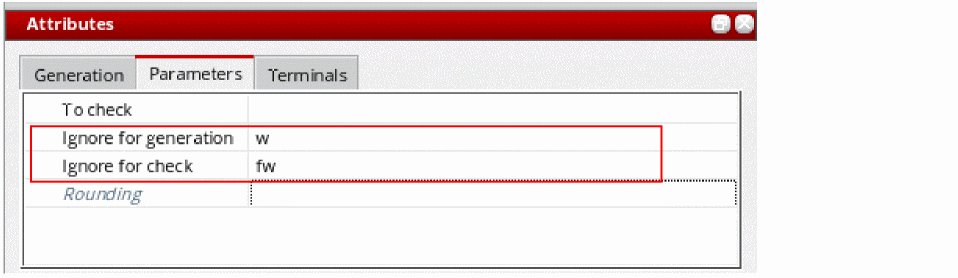 Attributes
Generation Parameters Terminals
To check
Ignore for generation w
Ignore for check fw
Rounding